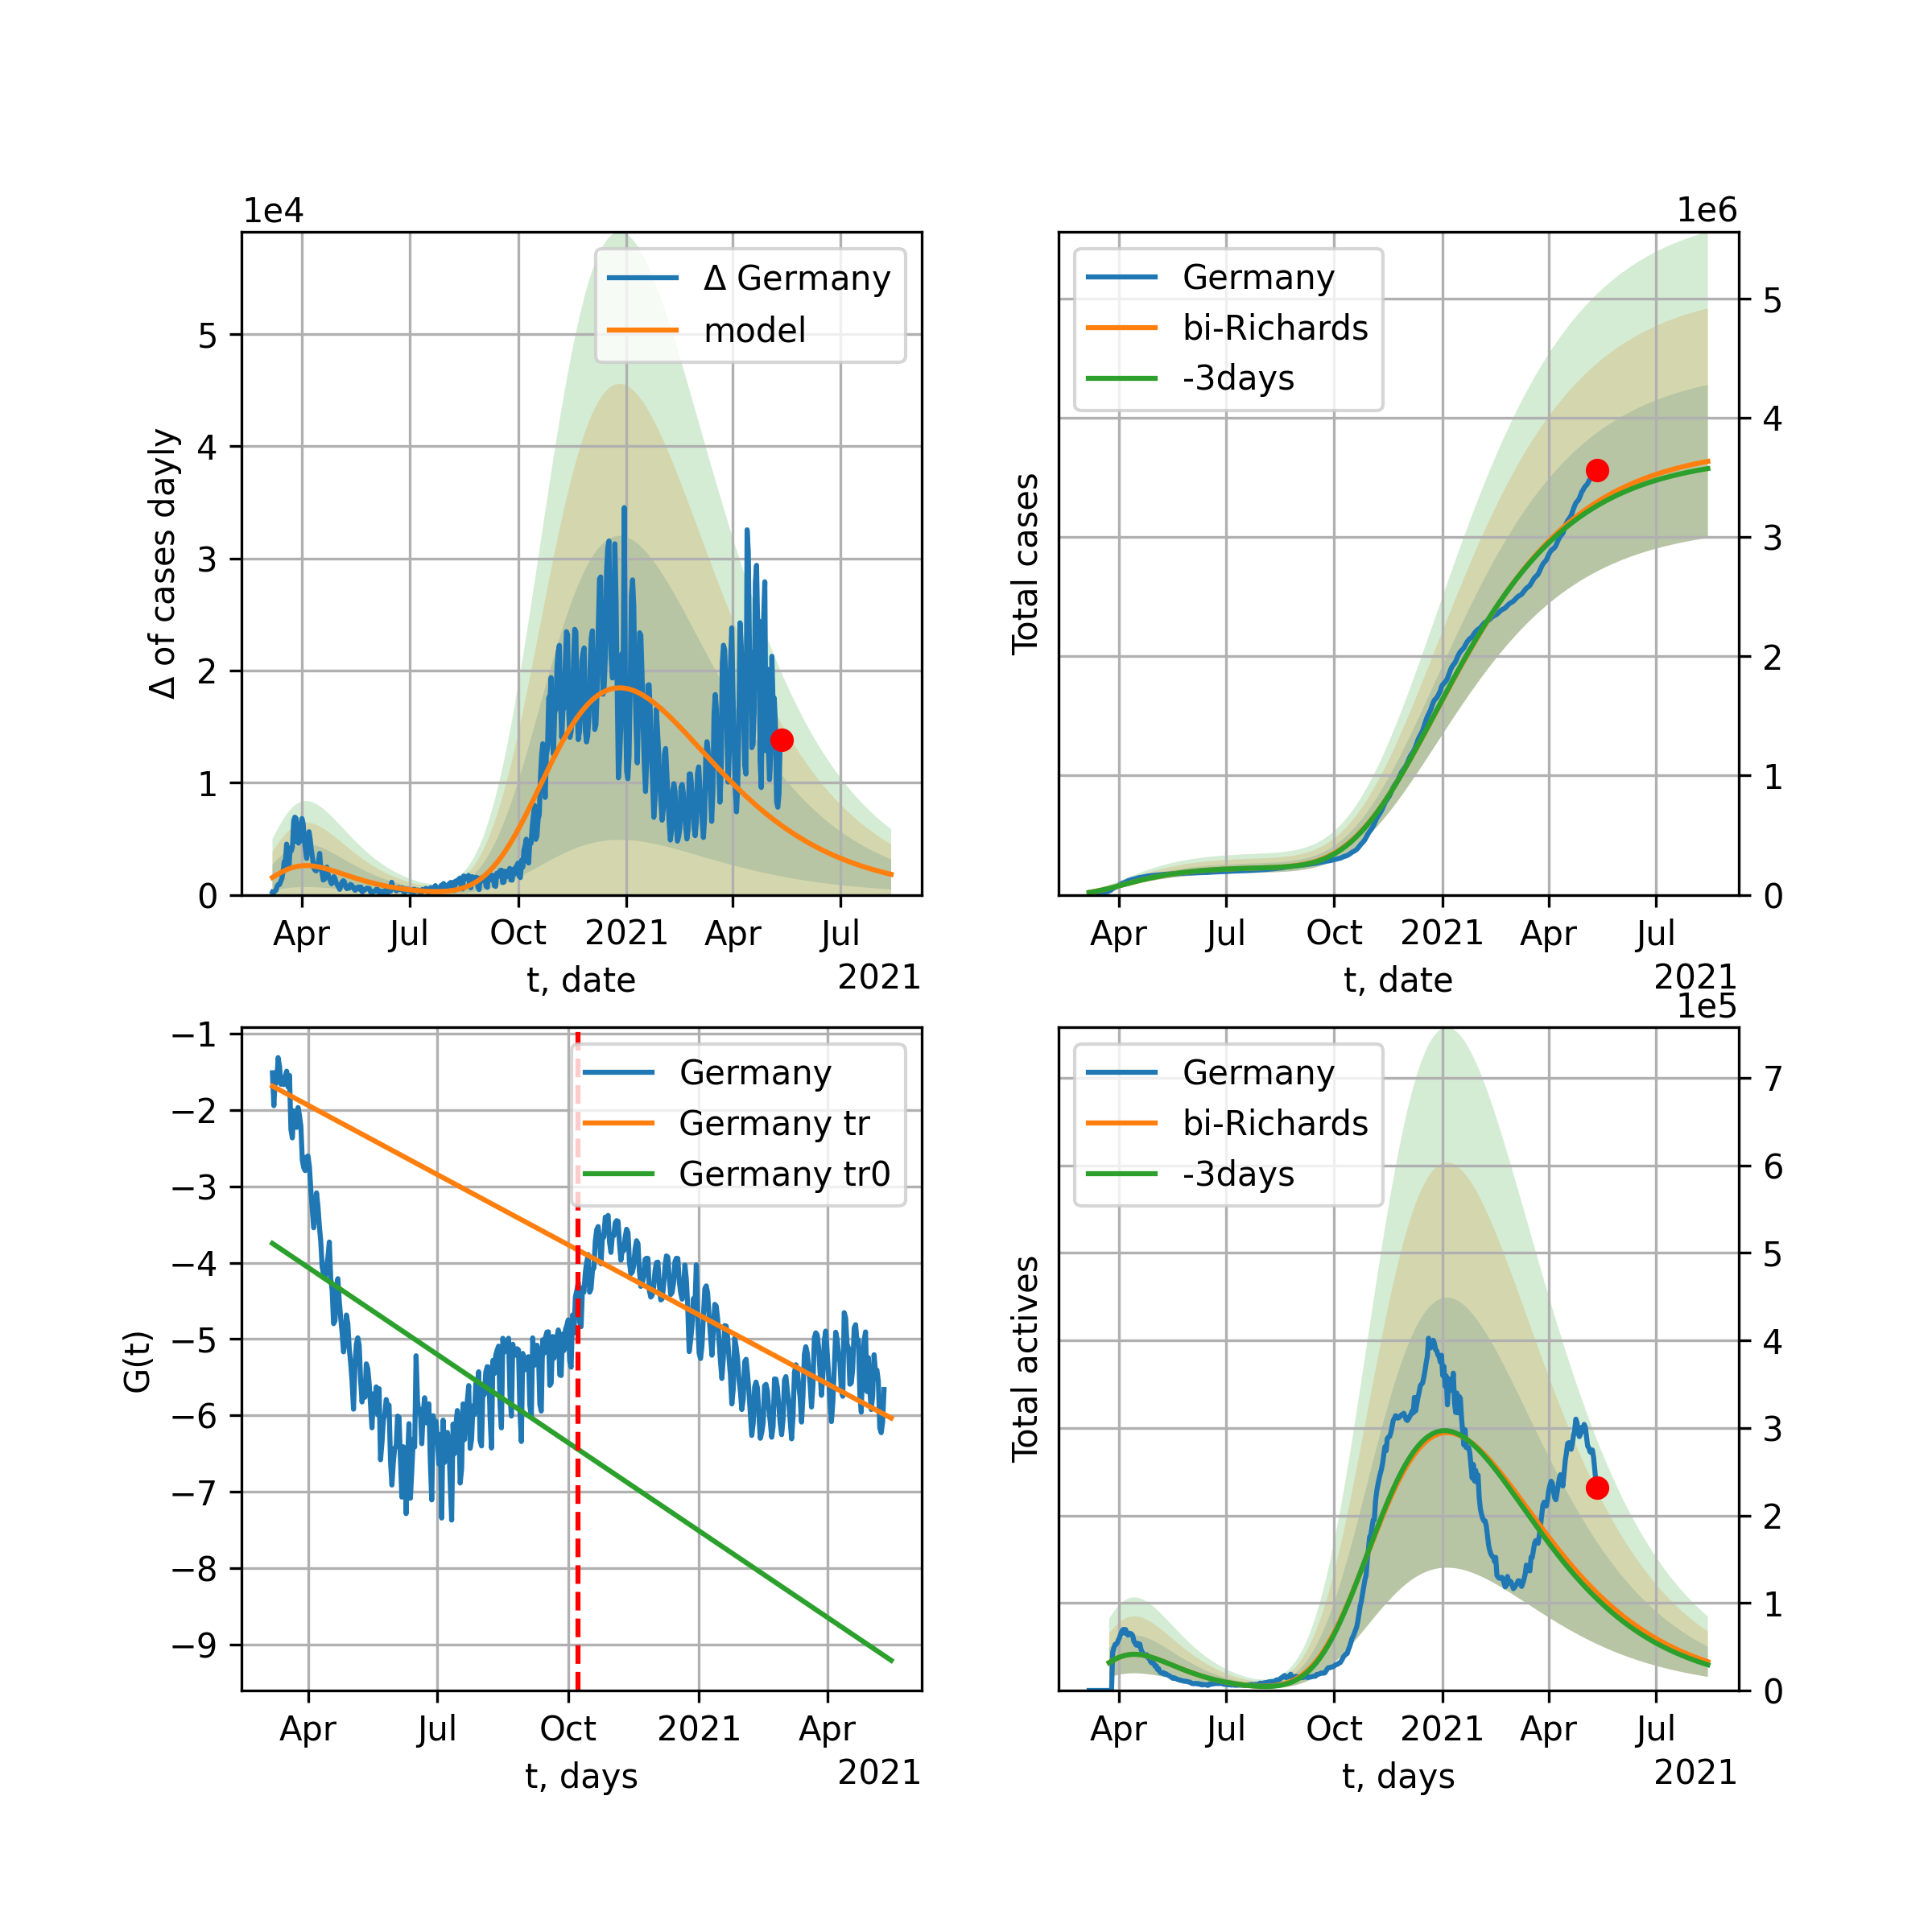 1e4
Δ of cases dayly
5
4
3
2
1
0
Δ Germany
model
Apr Jul Oct 2021 Apr Jul
t, date
2021
1e6
Total cases
Germany
bi-Richards
-3days
5
4
3
2
1
0
Apr Jul Oct 2021 Apr Jul
t, date
2021
G(t)
−1
−2
−3
−4
−5
−6
−7
−8
−9
Germany
Germany tr
Germany tr0
Apr Jul Oct 2021 Apr
t, days
2021
1e5
Total actives
Germany
bi-Richards
-3days
7
6
5
4
3
2
1
0
Apr Jul Oct 2021 Apr Jul
t, days
2021